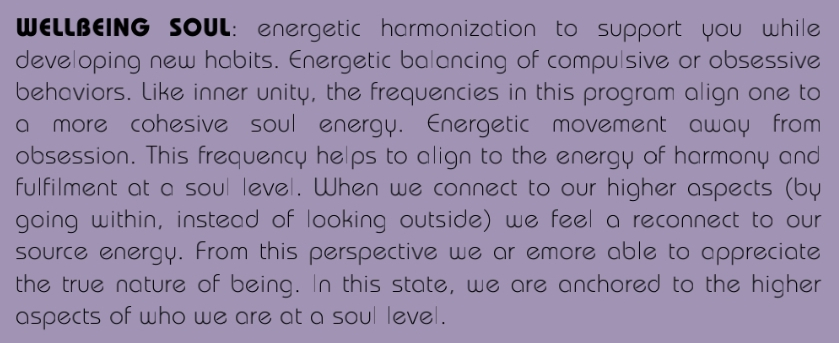 WELLBEING SOUL: energetic harmonization to support you while
developing new habits. Energetic balancing of compulsive or obsessive
behaviors. Like inner unity, the frequencies in this program align one to
a more cohesive soul energy. Energetic movement away from
obsession. This frequency helps to align to the energy of harmony and
fulfilment at a soul level. When we connect to our higher aspects (by
going within, instead of looking outside) we feel a reconnect to our
source energy. From this perspective we ar emore able to appreciate
the true nature of being. In this state, we are anchored to the higher
aspects of who we are at a soul level.